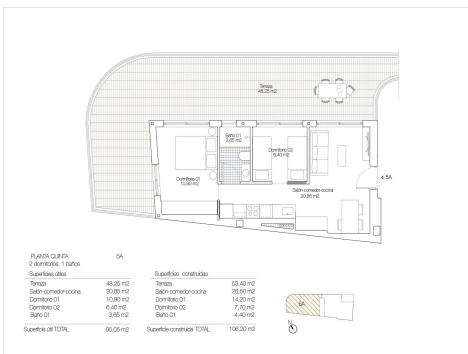 Terraza
48,25 m2
Baño 01
3,65 m2
Dormitorio 02
6,40 m2
Dormitorio 01
10,90 m2
Salón-comedor-cocina
20,85 m2
5A
PLANTA QUINTA 5A
2 dormitorios, 1 baños
Superficies útiles
Terraza 48,25 m2
Salón-comedor-cocina 20,85 m2
Dormitorio 01 10,90 m2
Dormitorio 02 6,40 m2
Baño 01 3,65 m2
Superficie útil TOTAL 90,05 m2
Superficies construidas
Terraza 53,40 m2
Salón-comedor-cocina 26,50 m2
Dormitorio 01 14,20 m2
Dormitorio 02 7,70 m2
Baño 01 4,40 m2
Superficie construida TOTAL 106,20 m2
5A
N